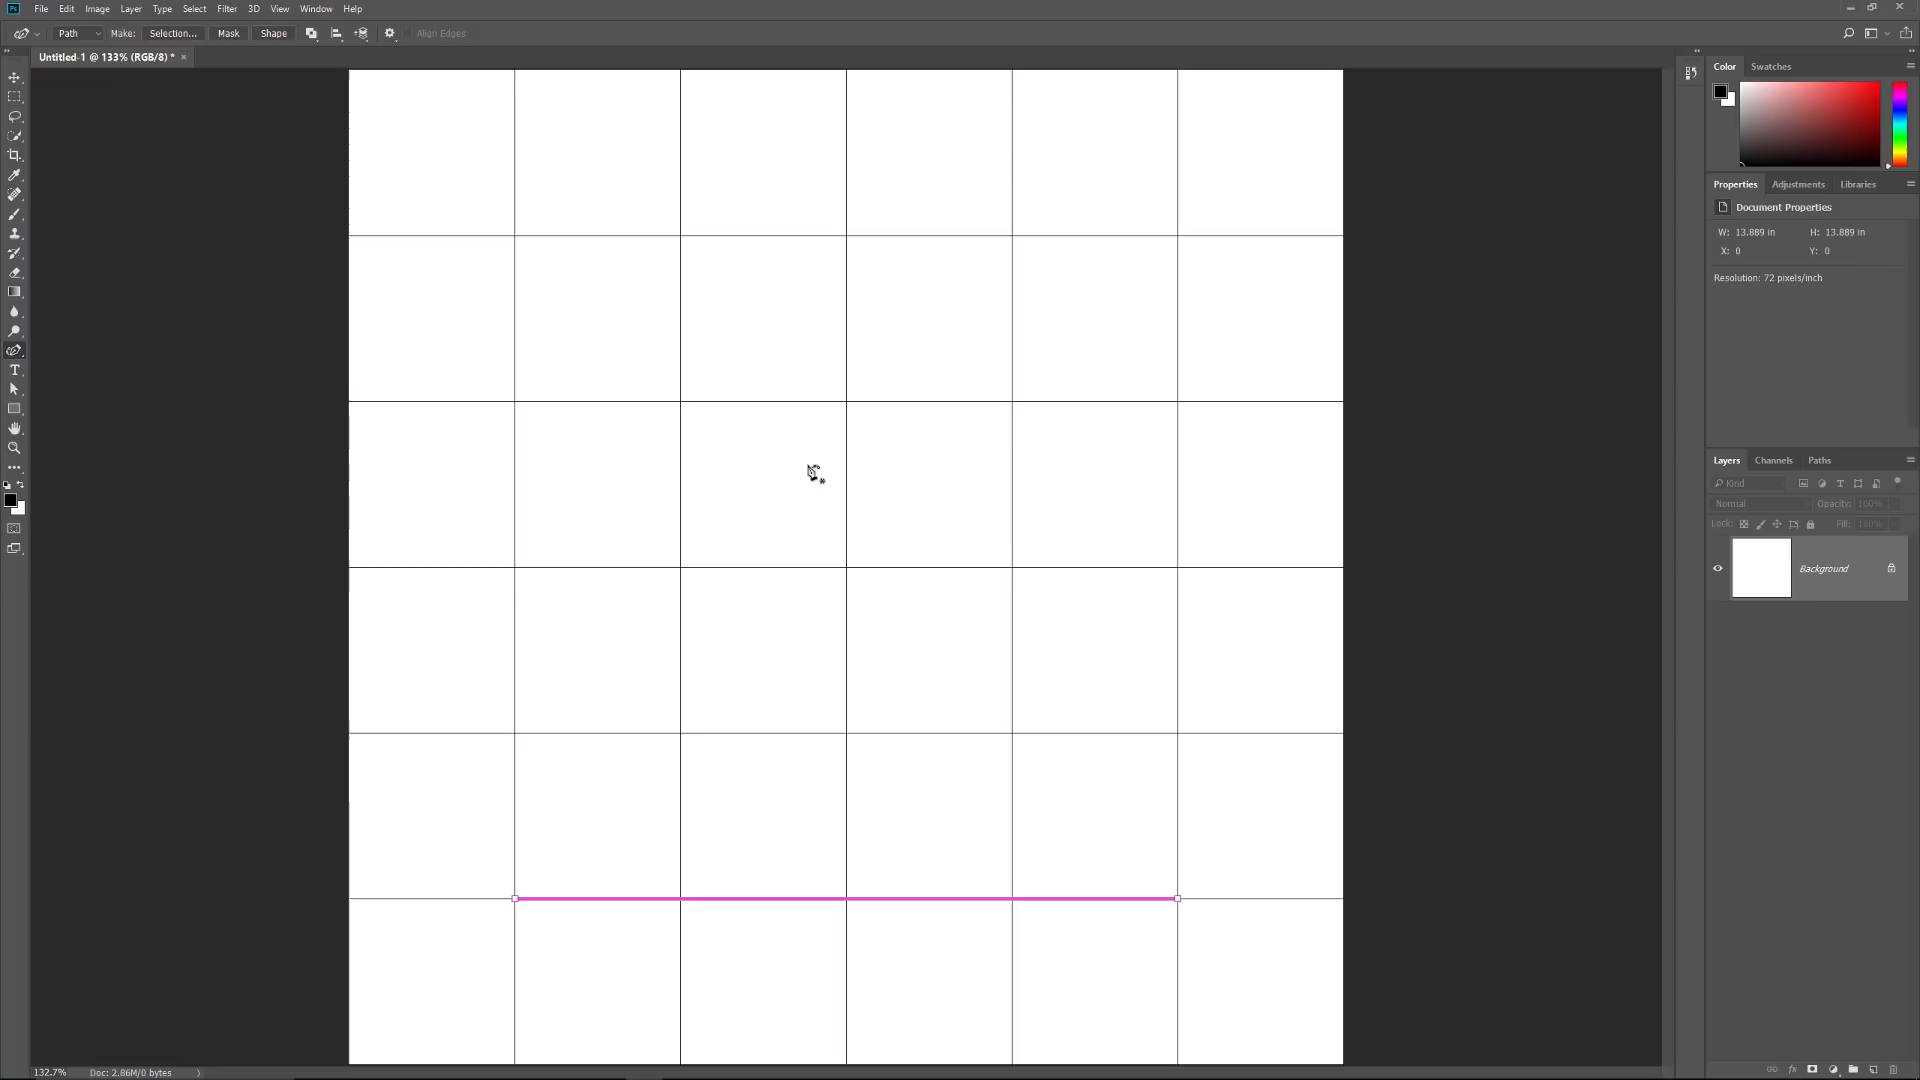 Ps File Edit Image Layer Type Select Filter 3D View Window Help
Path Make: Selection... Mask Shape Align Edges
Untitled-1 @ 133% (RGB/8) * ×
Color Swatches
Properties Adjustments Libraries
Document Properties
W: 13.889 in H: 13.889 in
X: 0 Y: 0
Resolution: 72 pixels/inch
Layers Channels Paths
Kind
Normal Opacity: 100%
Lock: Fill: 100%
Background
132.7% Doc: 2.86M/0 bytes